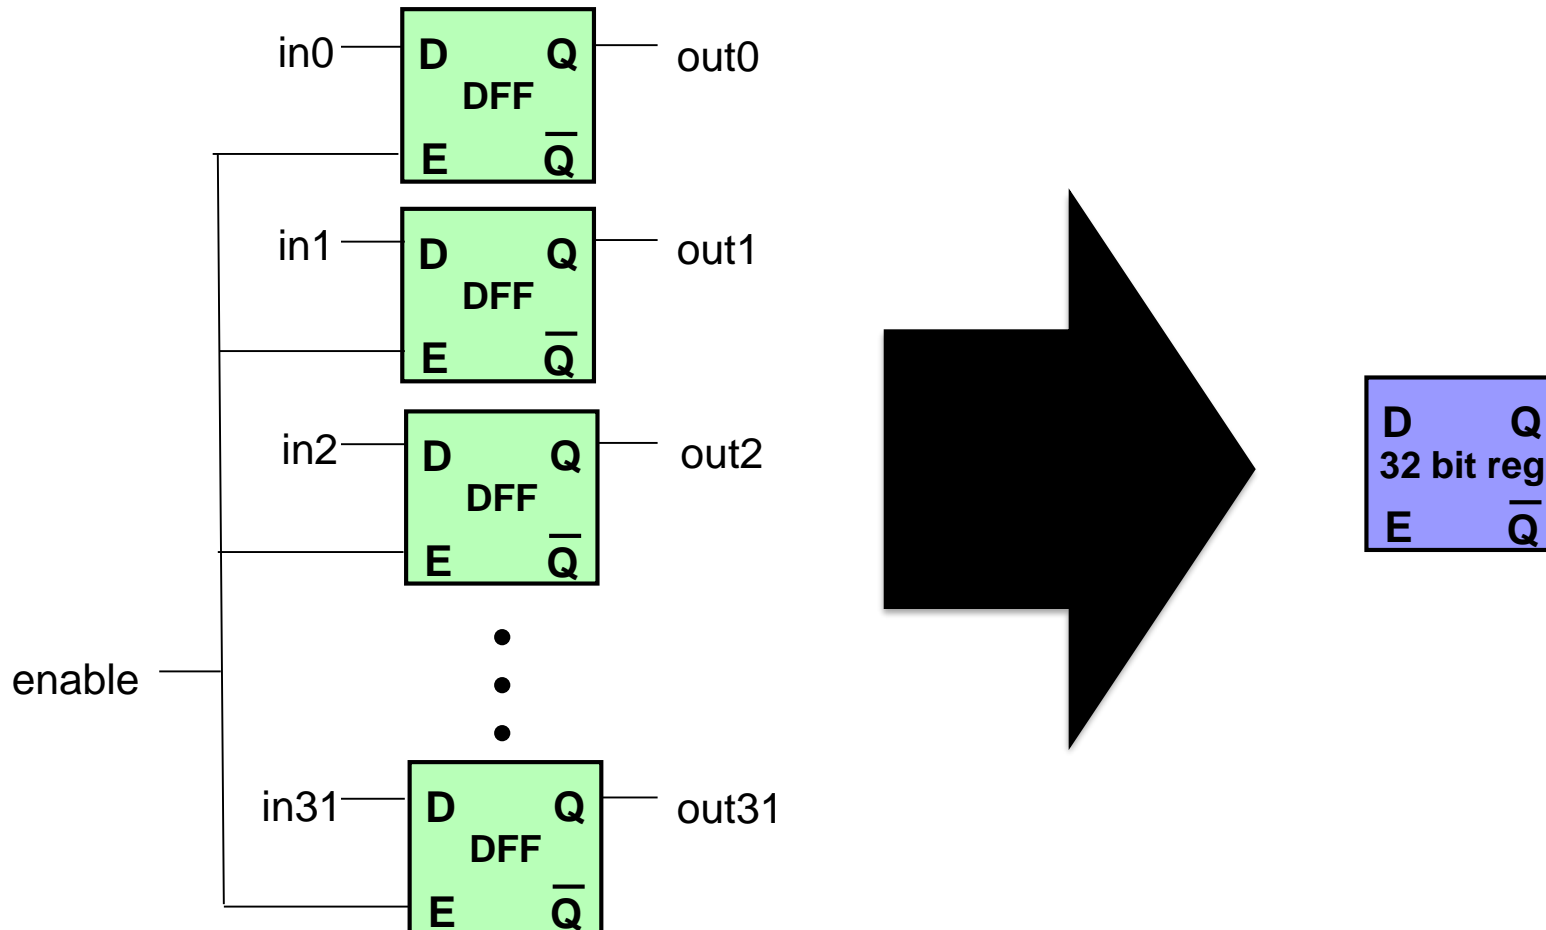 in0 D Q out0
DFF
E Q̅
in1 D Q out1
DFF
E Q̅
in2 D Q out2
DFF
E Q̅
enable
in31 D Q out31
DFF
E Q̅
D Q
32 bit reg
E Q̅